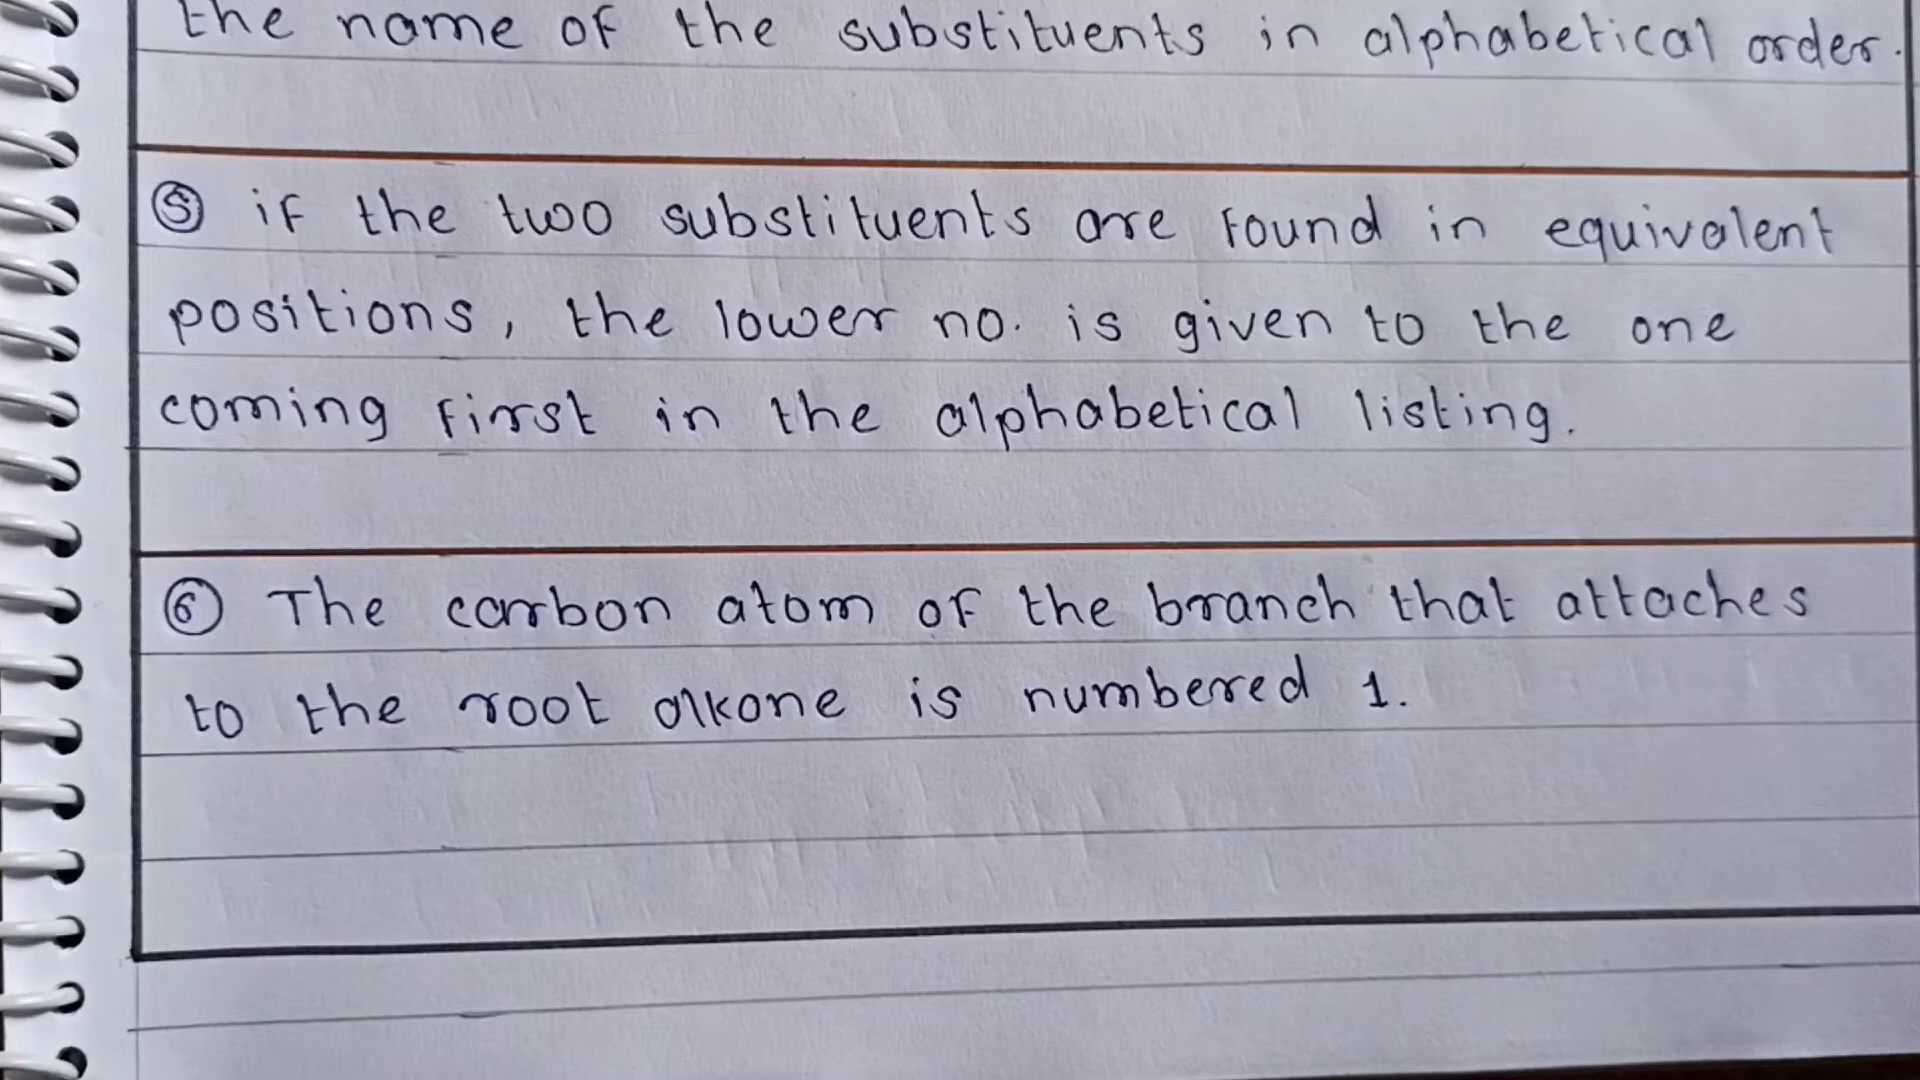 the name of the substituents in alphabetical order.
⑤ if the two substituents are found in equivalent
positions, the lower no. is given to the one
coming first in the alphabetical listing.
⑥ The carbon atom of the branch that attaches
to the root alkane is numbered 1.